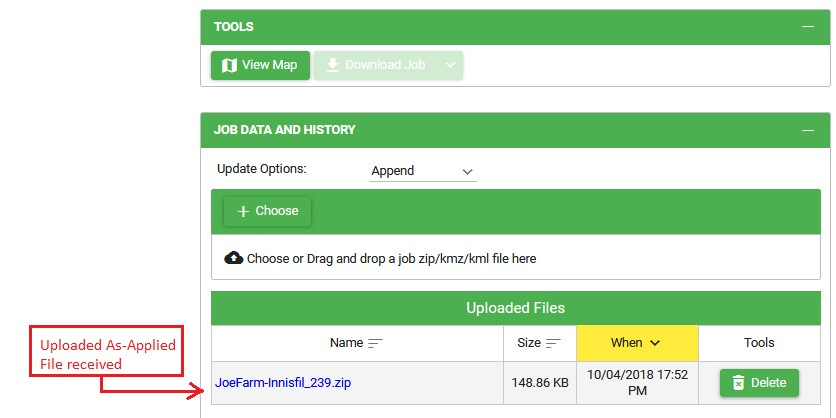 TOOLS
View Map
Download Job
JOB DATA AND HISTORY
Update Options:
Append
Choose
Choose or Drag and drop a job zip/kmz/kml file here
Uploaded Files
Name
Size
When
Tools
Uploaded As-Applied
File received
JoeFarm-Innisfil_239.zip
148.86 KB
10/04/2018 17:52
PM
Delete